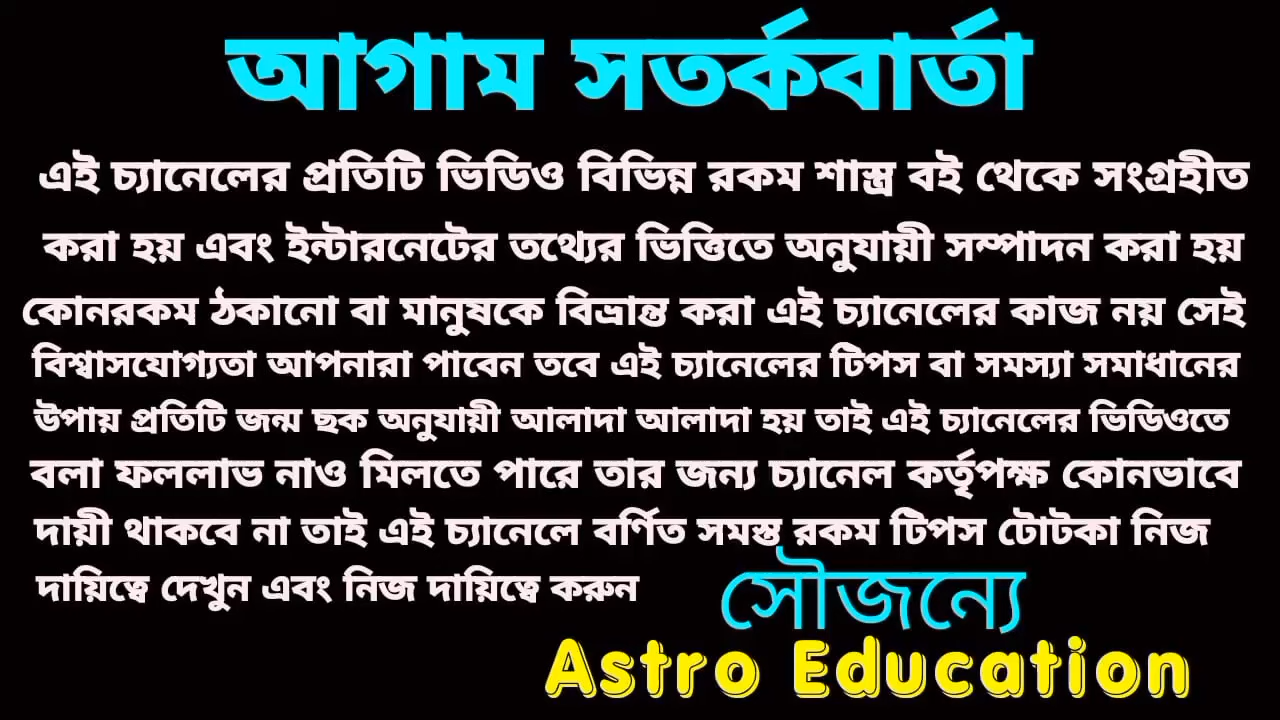 আগাম সতর্কবার্তা
এই চ্যানেলের প্রতিটি ভিডিও বিভিন্ন রকম শাস্ত্র বই থেকে সংগ্রহীত
করা হয় এবং ইন্টারনেটের তথ্যের ভিত্তিতে অনুযায়ী সম্পাদন করা হয়
কোনরকম ঠকানো বা মানুষকে বিভ্রান্ত করা এই চ্যানেলের কাজ নয় সেই
বিশ্বাসযোগ্যতা আপনারা পাবেন তবে এই চ্যানেলের টিপস বা সমস্যা সমাধানের
উপায় প্রতিটি জন্ম ছক অনুযায়ী আলাদা আলাদা হয় তাই এই চ্যানেলের ভিডিওতে
বলা ফললাভ নাও মিলতে পারে তার জন্য চ্যানেল কর্তৃপক্ষ কোনভাবে
দায়ী থাকবে না তাই এই চ্যানেলে বর্ণিত সমস্ত রকম টিপস টোটকা নিজ
দায়িত্বে দেখুন এবং নিজ দায়িত্বে করুন
সৌজন্যে
Astro Education